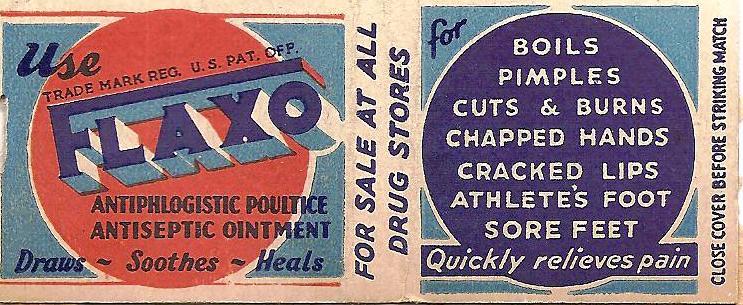 Use
TRADE MARK REG. U.S. PAT. OFF.
FLAXO
ANTIPHLOGISTIC POULTICE
ANTISEPTIC OINTMENT
Draws ~ Soothes ~ Heals
FOR SALE AT ALL
DRUG STORES
for
BOILS
PIMPLES
CUTS & BURNS
CHAPPED HANDS
CRACKED LIPS
ATHLETE'S FOOT
SORE FEET
Quickly relieves pain
CLOSE COVER BEFORE STRIKING MATCH